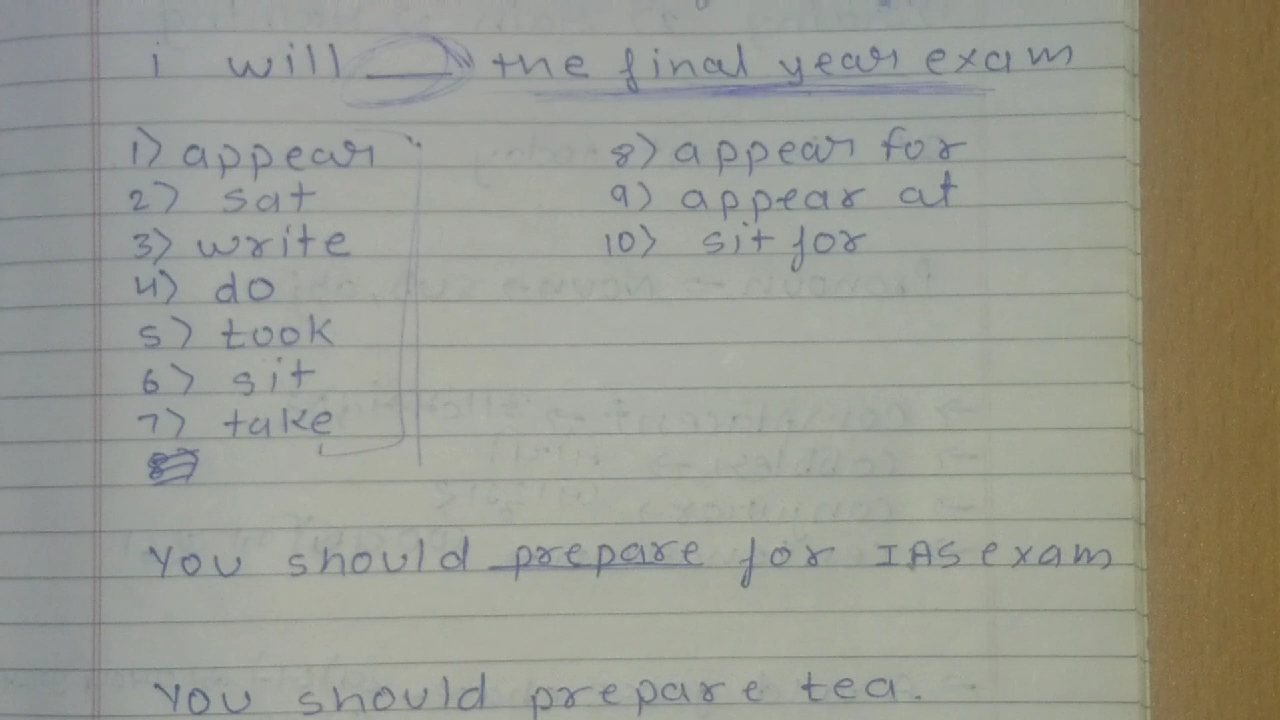 i will ___ the final year exam
1) appear
2) sat
3) write
4) do
5) took
6) sit
7) take
8) appear for
9) appear at
10) sit for
You should prepare for IAS exam
You should prepare tea.